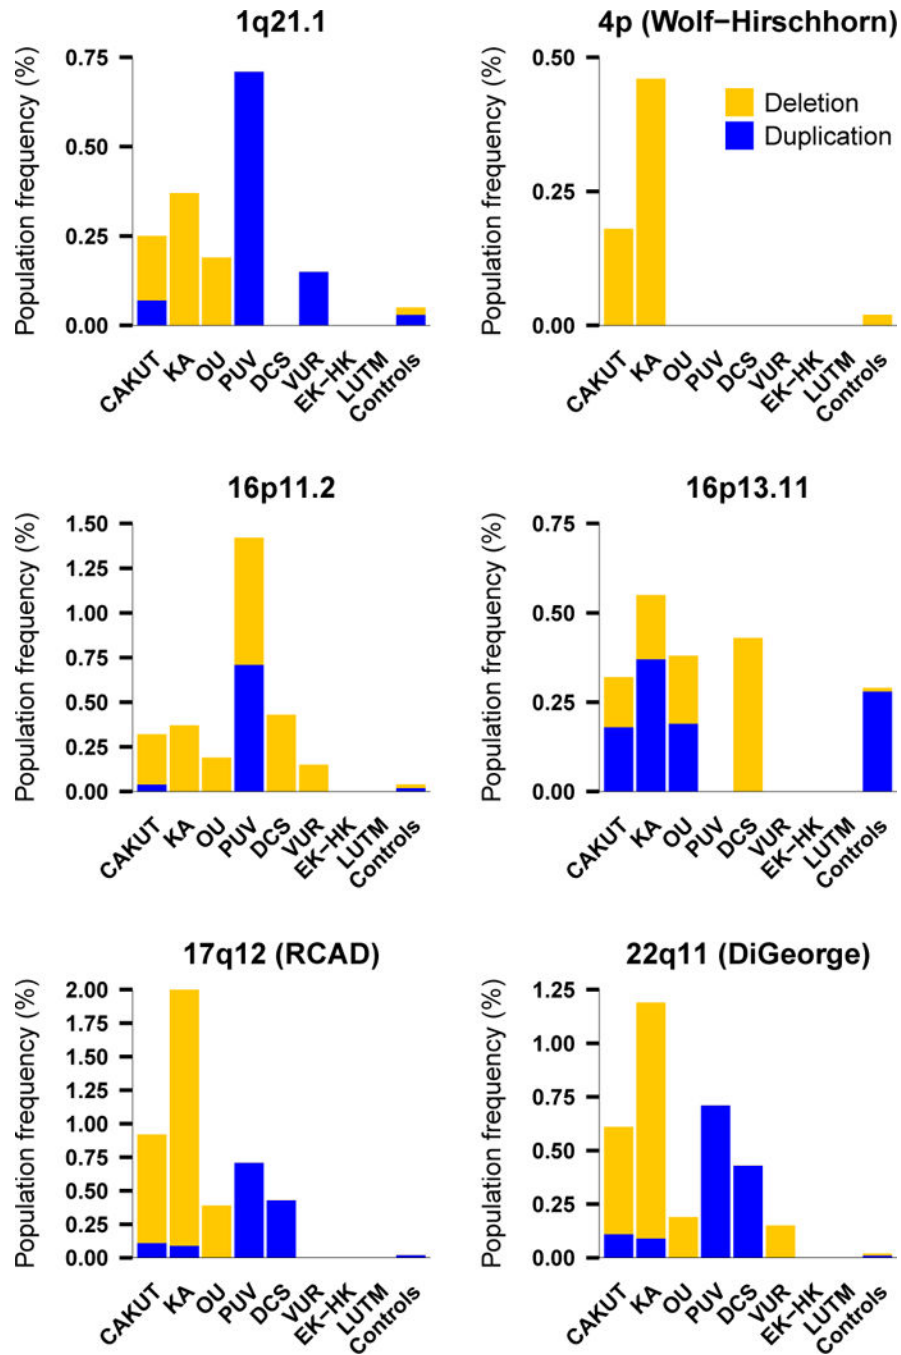 1q21.1
Population frequency (%)
0.75
0.50
0.25
0.00
CAKUT
KA
OU
PUV
DCS
VUR
EK−HK
LUTM
Controls
4p (Wolf−Hirschhorn)
Population frequency (%)
0.50
0.25
0.00
Deletion
Duplication
CAKUT
KA
OU
PUV
DCS
VUR
EK−HK
LUTM
Controls
16p11.2
Population frequency (%)
1.50
1.25
1.00
0.75
0.50
0.25
0.00
CAKUT
KA
OU
PUV
DCS
VUR
EK−HK
LUTM
Controls
16p13.11
Population frequency (%)
0.75
0.50
0.25
0.00
CAKUT
KA
OU
PUV
DCS
VUR
EK−HK
LUTM
Controls
17q12 (RCAD)
Population frequency (%)
2.00
1.75
1.50
1.25
1.00
0.75
0.50
0.25
0.00
CAKUT
KA
OU
PUV
DCS
VUR
EK−HK
LUTM
Controls
22q11 (DiGeorge)
Population frequency (%)
1.25
1.00
0.75
0.50
0.25
0.00
CAKUT
KA
OU
PUV
DCS
VUR
EK−HK
LUTM
Controls